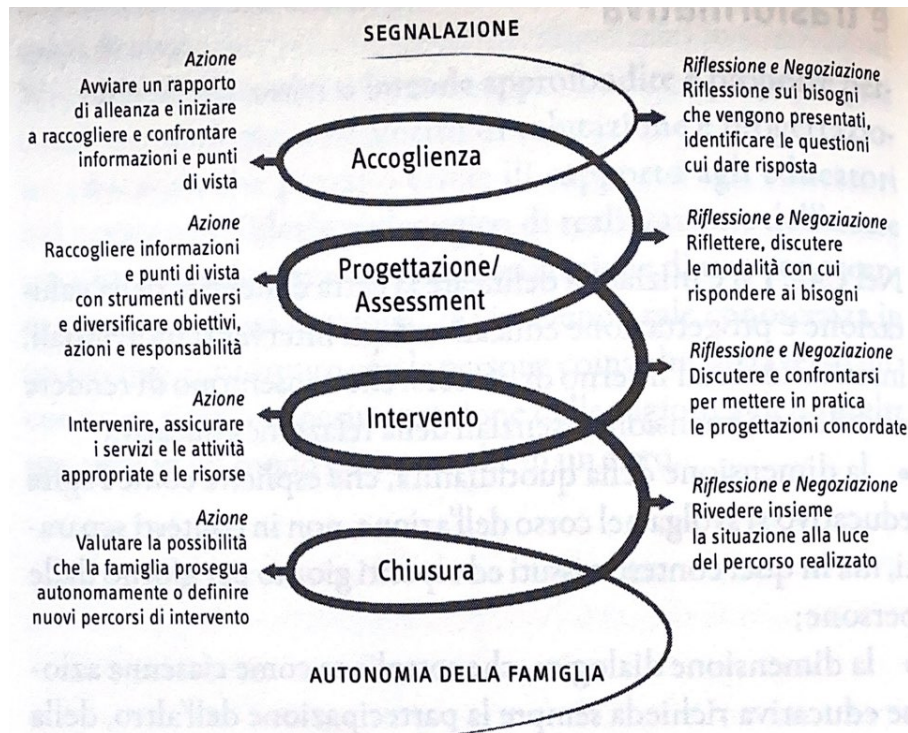 e trasformativa
SEGNALAZIONE
Azione
Avviare un rapporto
di alleanza e iniziare
a raccogliere e confrontare
informazioni e punti
di vista
Accoglienza
Riflessione e Negoziazione
Riflessione sui bisogni
che vengono presentati,
identificare le questioni
cui dare risposta
Azione
Raccogliere informazioni
e punti di vista
con strumenti diversi
e diversificare obiettivi,
azioni e responsabilità
Progettazione/
Assessment
Riflessione e Negoziazione
Riflettere, discutere
le modalità con cui
rispondere ai bisogni
Azione
Intervenire, assicurare
i servizi e le attività
appropriate e le risorse
Intervento
Riflessione e Negoziazione
Discutere e confrontarsi
per mettere in pratica
le progettazioni concordate
Azione
Valutare la possibilità
che la famiglia prosegua
autonomamente o definire
nuovi percorsi di intervento
Chiusura
Riflessione e Negoziazione
Rivedere insieme
la situazione alla luce
del percorso realizzato
AUTONOMIA DELLA FAMIGLIA